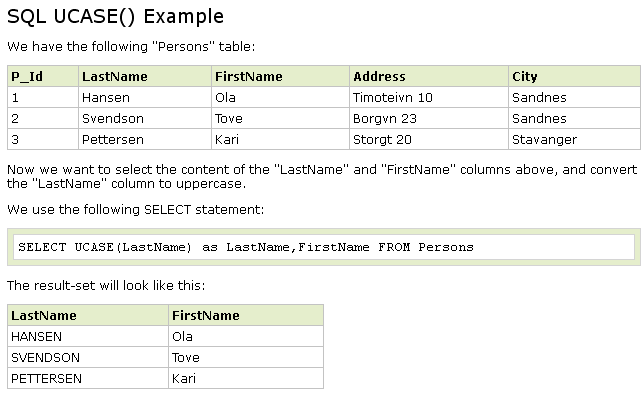 SQL UCASE() Example
We have the following "Persons" table:
P_Id LastName FirstName Address City
1 Hansen Ola Timoteivn 10 Sandnes
2 Svendson Tove Borgvn 23 Sandnes
3 Pettersen Kari Storgt 20 Stavanger
Now we want to select the content of the "LastName" and "FirstName" columns above, and convert
the "LastName" column to uppercase.
We use the following SELECT statement:
SELECT UCASE(LastName) as LastName,FirstName FROM Persons
The result-set will look like this:
LastName FirstName
HANSEN Ola
SVENDSON Tove
PETTERSEN Kari